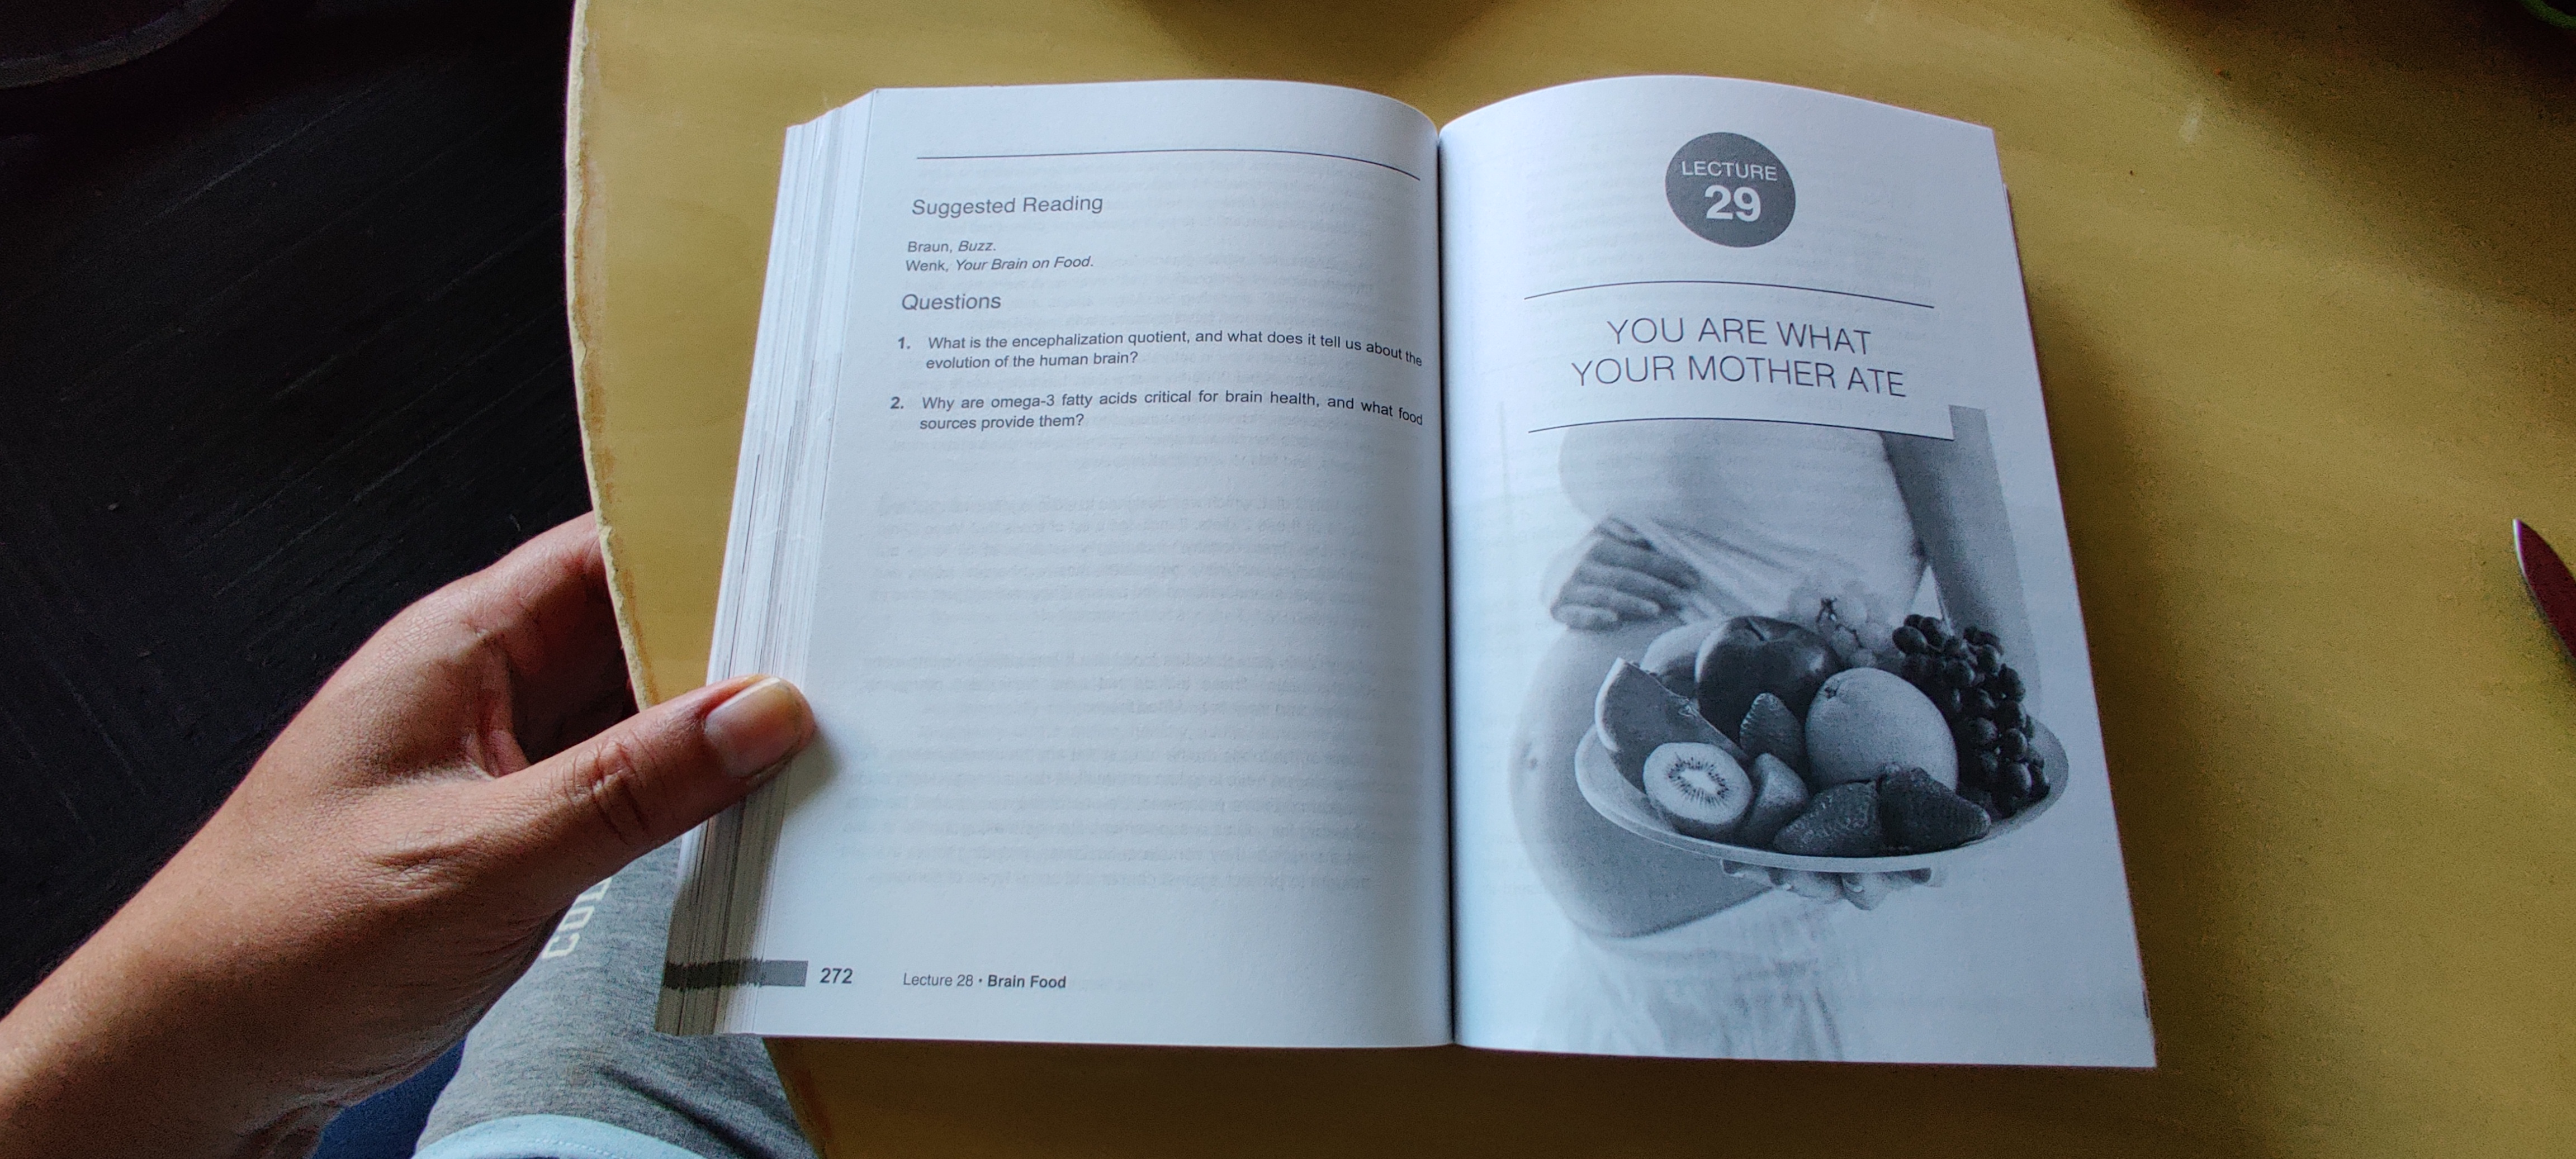 Suggested Reading
Braun, Buzz.
Wenk, Your Brain on Food.
Questions
1. What is the encephalization quotient, and what does it tell us about the
evolution of the human brain?
2. Why are omega-3 fatty acids critical for brain health, and what food
sources provide them?
272 Lecture 28 • Brain Food
LECTURE
29
YOU ARE WHAT
YOUR MOTHER ATE